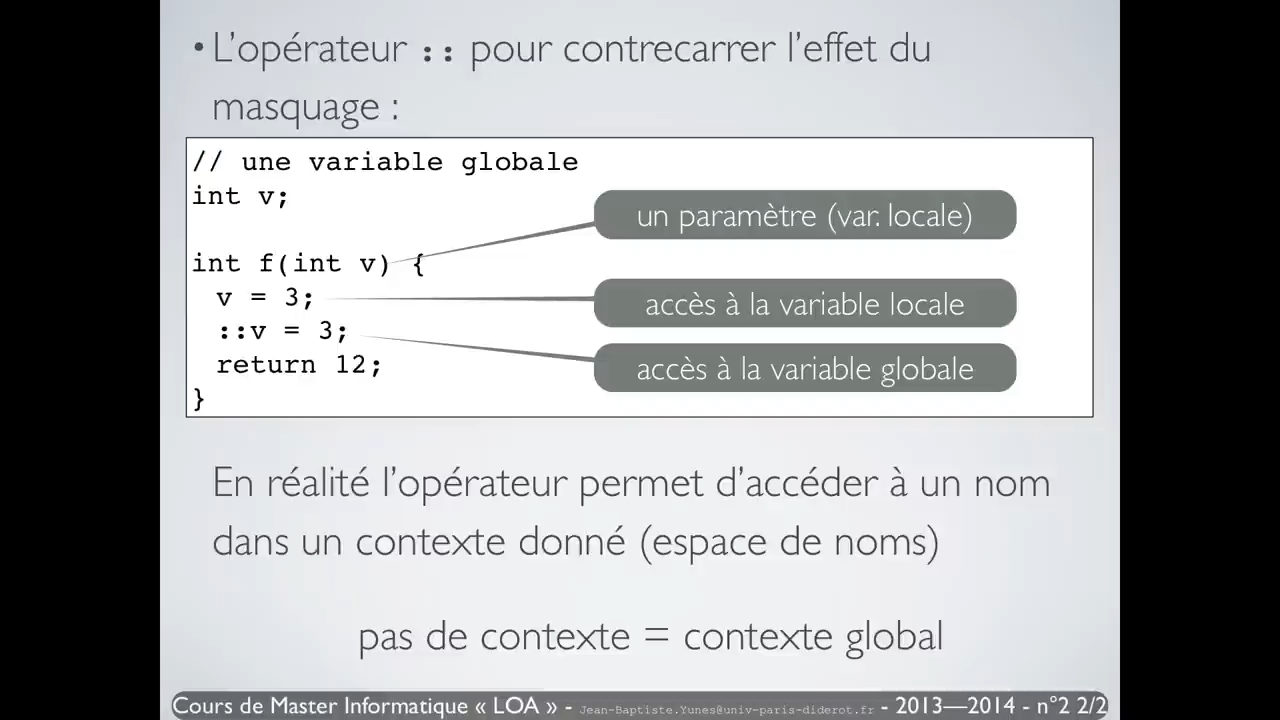 • L'opérateur :: pour contrecarrer l'effet du
masquage :
// une variable globale
int v;
un paramètre (var. locale)
int f(int v) {
v = 3;
accès à la variable locale
::v = 3;
return 12;
accès à la variable globale
}
En réalité l'opérateur permet d'accéder à un nom
dans un contexte donné (espace de noms)
pas de contexte = contexte global
Cours de Master Informatique « LOA » - Jean-Baptiste.Yunes@univ-paris-diderot.fr - 2013—2014 - n°2 2/2